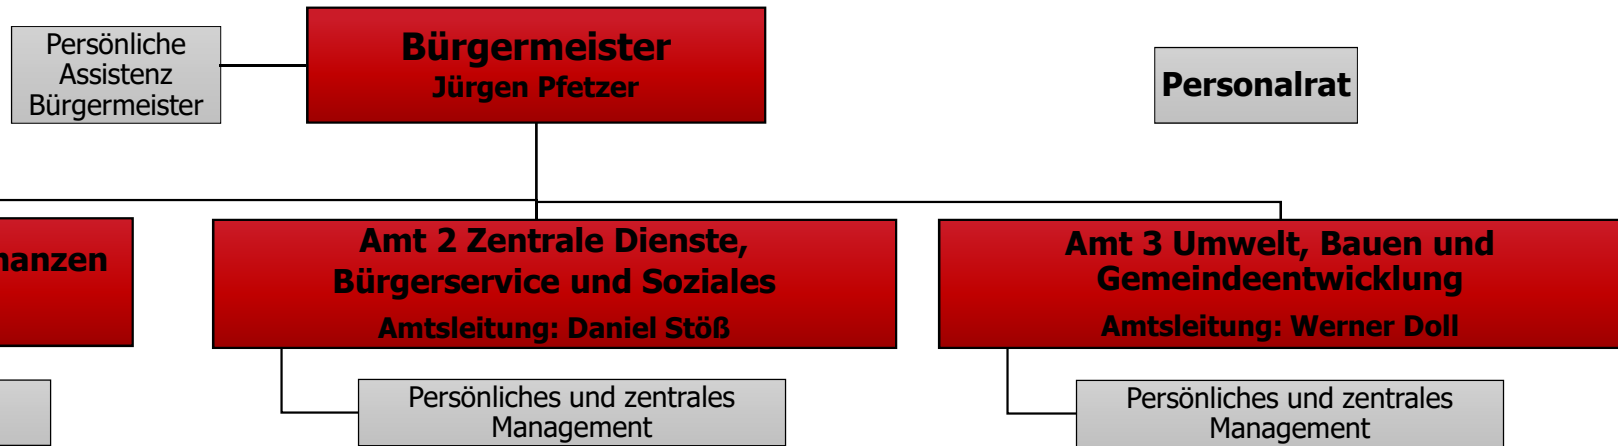 Persönliche
Assistenz
Bürgermeister
Bürgermeister
Jürgen Pfetzer
Personalrat
Amt 2 Zentrale Dienste,
Bürgerservice und Soziales
Amtsleitung: Daniel Stöß
Amt 3 Umwelt, Bauen und
Gemeindeentwicklung
Amtsleitung: Werner Doll
Persönliches und zentrales
Management
Persönliches und zentrales
Management